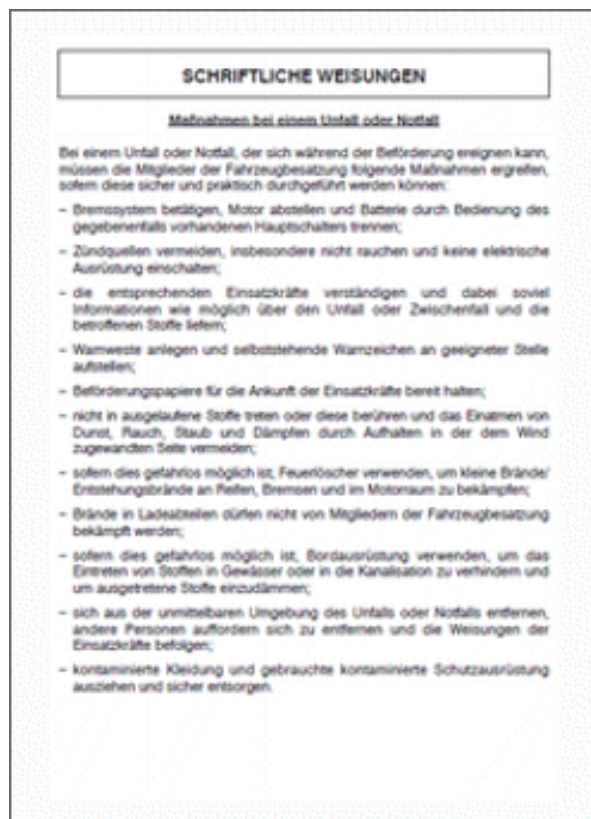 SCHRIFTLICHE WEISUNGEN
Maßnahmen bei einem Unfall oder Notfall
Bei einem Unfall oder Notfall, der sich während der Beförderung ereignen kann,
müssen die Mitglieder der Fahrzeugbesatzung folgende Maßnahmen ergreifen,
sofern diese sicher und praktisch durchgeführt werden können:
– Bremssystem betätigen, Motor abstellen und Batterie durch Bedienung des
gegebenenfalls vorhandenen Hauptschalters trennen;
– Zündquellen vermeiden, insbesondere nicht rauchen und keine elektrische
Ausrüstung einschalten;
– die entsprechenden Einsatzkräfte verständigen und dabei soviel
Informationen wie möglich über den Unfall oder Zwischenfall und die
betroffenen Stoffe liefern;
– Warnweste anlegen und selbststehende Warnzeichen an geeigneter Stelle
aufstellen;
– Beförderungspapiere für die Ankunft der Einsatzkräfte bereit halten;
– nicht in ausgelaufene Stoffe treten oder diese berühren und das Einatmen von
Dunst, Rauch, Staub und Dämpfen durch Aufhalten in der dem Wind
zugewandten Seite vermeiden;
– sofern dies gefahrlos möglich ist, Feuerlöscher verwenden, um kleine Brände/
Entstehungsbrände an Reifen, Bremsen und im Motorraum zu bekämpfen;
– Brände in Ladeabteilen dürfen nicht von Mitgliedern der Fahrzeugbesatzung
bekämpft werden;
– sofern dies gefahrlos möglich ist, Bordausrüstung verwenden, um das
Eintreten von Stoffen in Gewässer oder in die Kanalisation zu verhindern und
um ausgetretene Stoffe einzudämmen;
– sich aus der unmittelbaren Umgebung des Unfalls oder Notfalls entfernen,
andere Personen auffordern sich zu entfernen und die Weisungen der
Einsatzkräfte befolgen;
– kontaminierte Kleidung und gebrauchte kontaminierte Schutzausrüstung
ausziehen und sicher entsorgen.